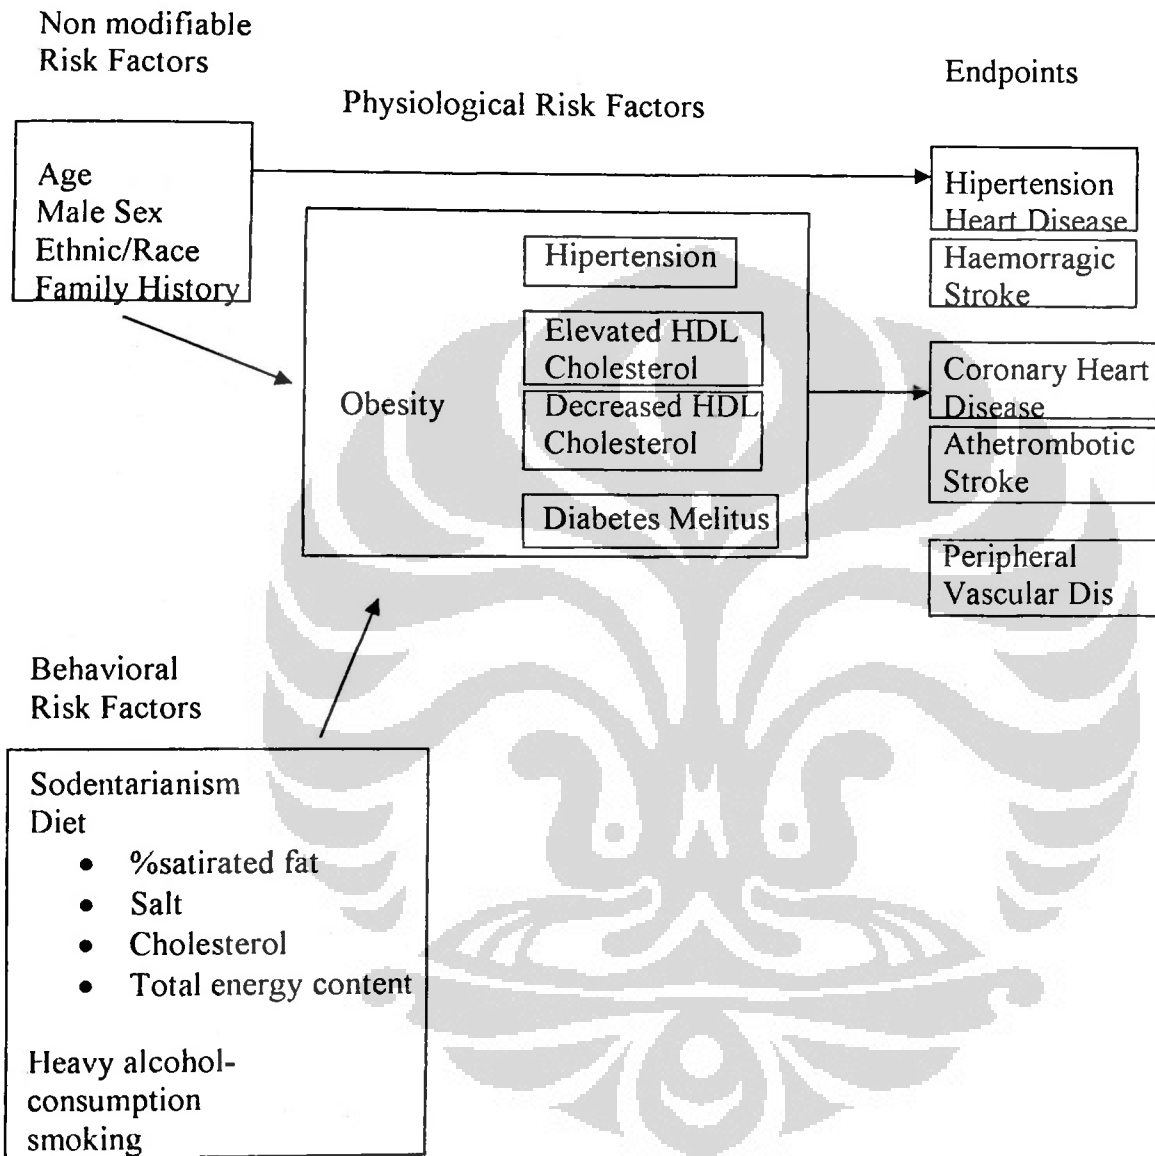 Non modifiable
Risk Factors
Physiological Risk Factors
Endpoints
Age
Male Sex
Ethnic/Race
Family History
Obesity
Hipertension
Elevated HDL
Cholesterol
Decreased HDL
Cholesterol
Diabetes Melitus
Hipertension
Heart Disease
Haemorragic
Stroke
Coronary Heart
Disease
Athetrombotic
Stroke
Peripheral
Vascular Dis
Behavioral
Risk Factors
Sodentarianism
Diet
• %satirated fat
• Salt
• Cholesterol
• Total energy content
Heavy alcohol-
consumption
smoking